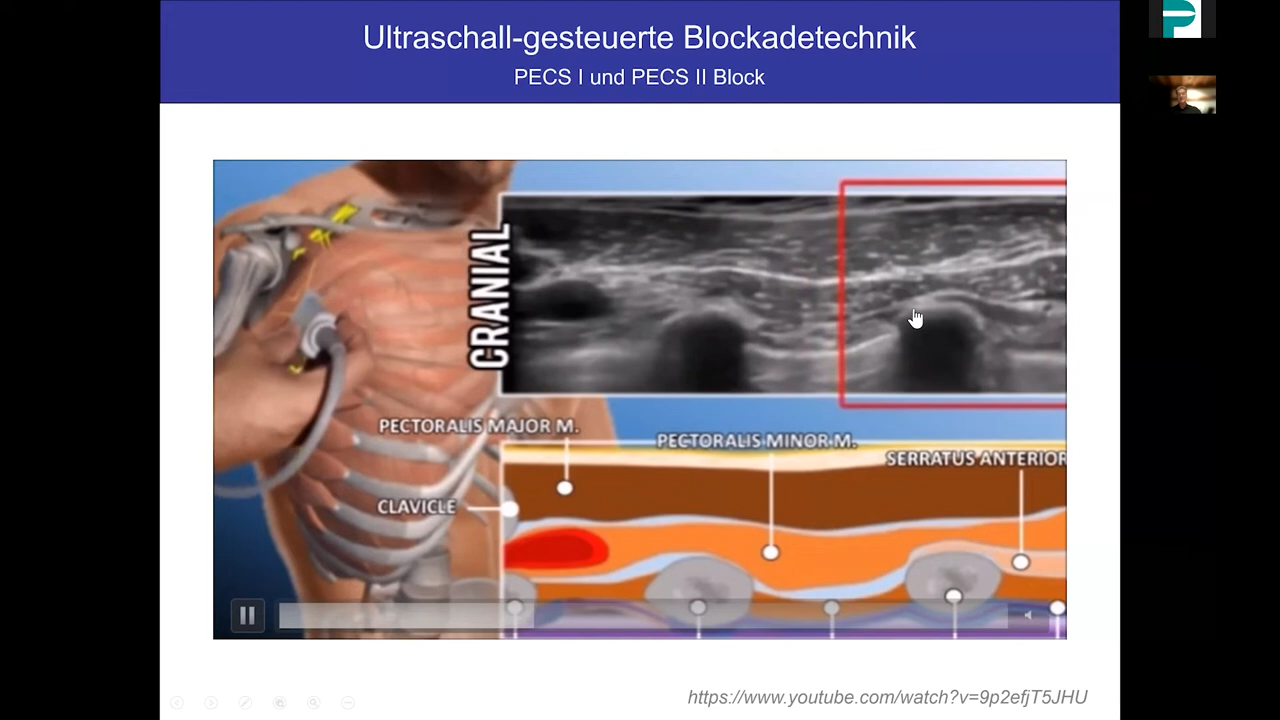 Ultraschall-gesteuerte Blockadetechnik
PECS I und PECS II Block
CRANIAL
PECTORALIS MAJOR M.
PECTORALIS MINOR M.
SERRATUS ANTERIOR
CLAVICLE
https://www.youtube.com/watch?v=9p2efjT5JHU